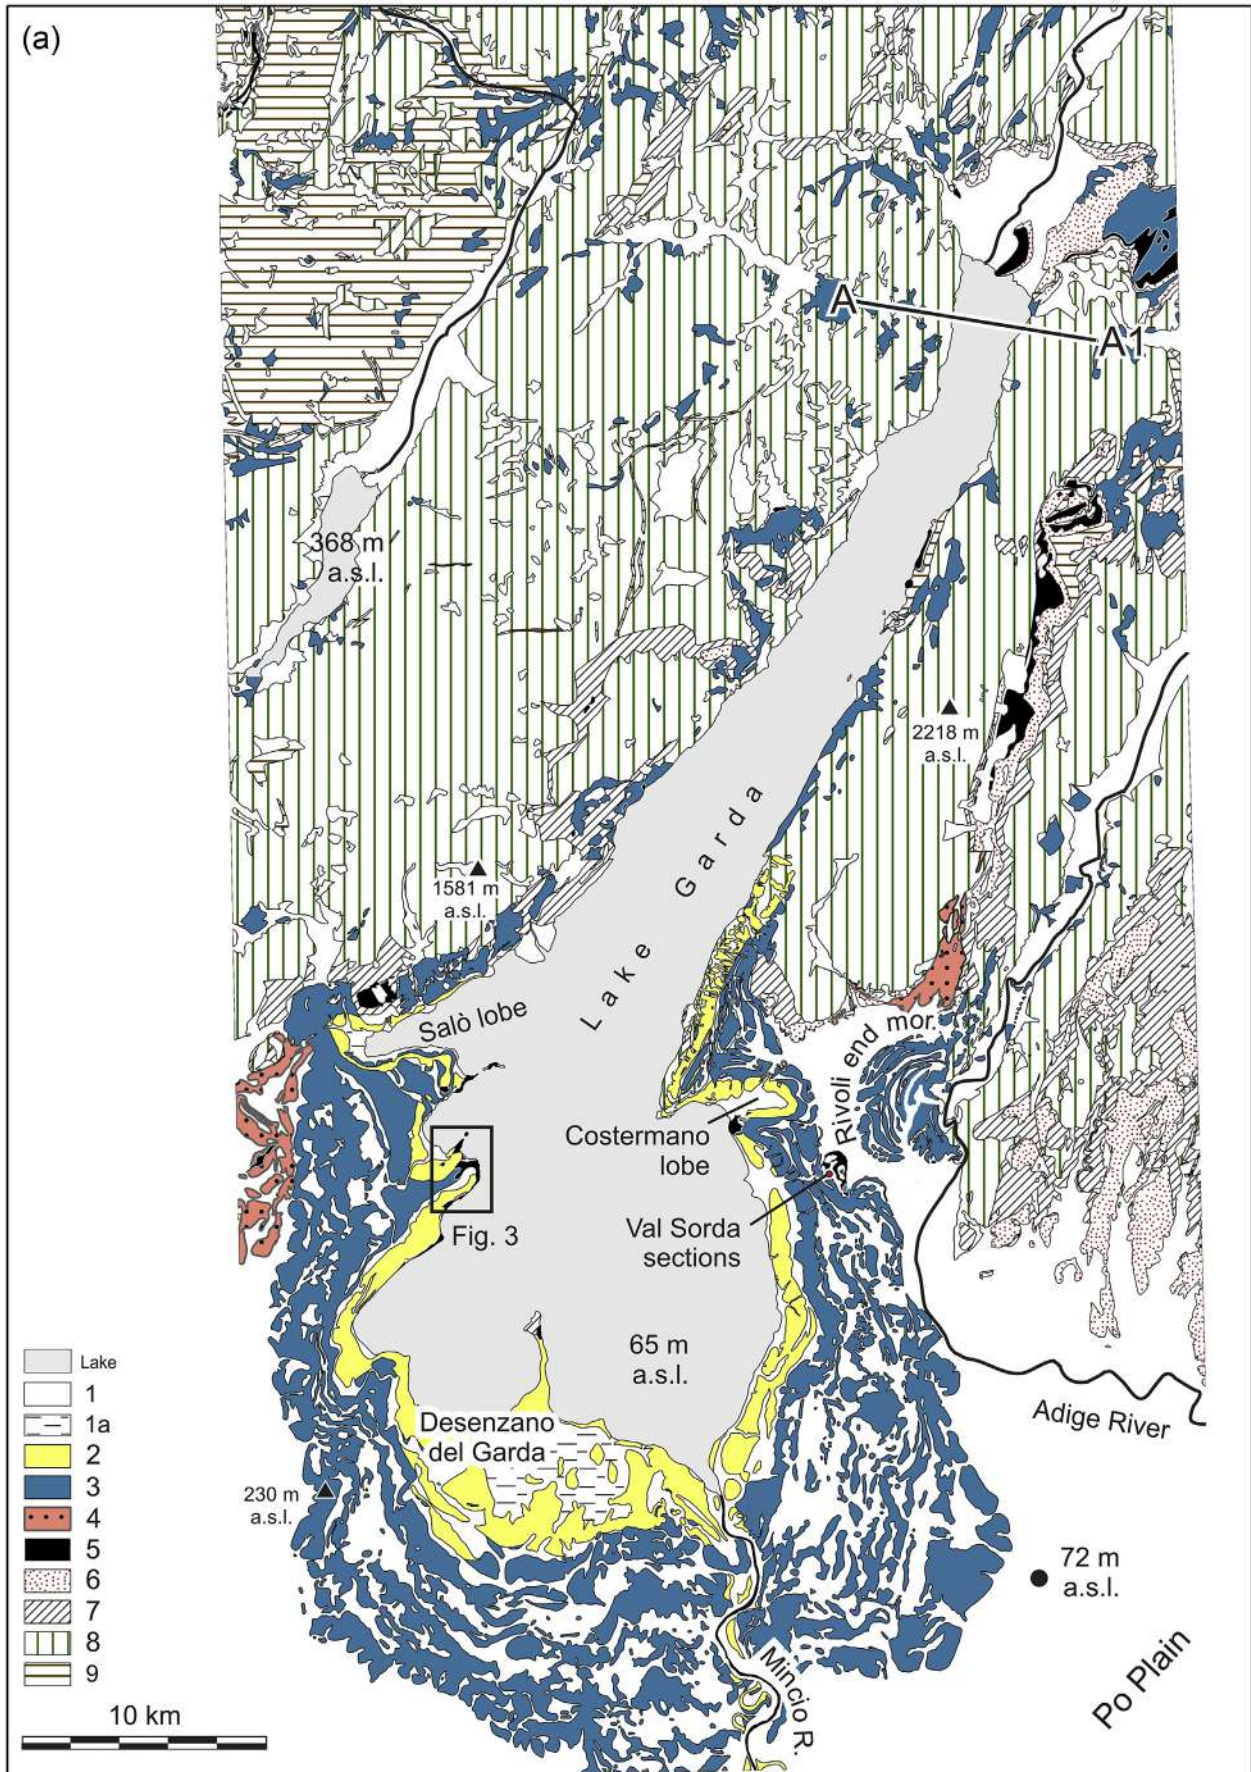 (a)
A
A1
368 m
a.s.l.
2218 m
a.s.l.
Lake Garda
1581 m
a.s.l.
Salò lobe
Rivoli end mor.
Costermano
lobe
Fig. 3
Val Sorda
sections
65 m
a.s.l.
Adige River
Desenzano
del Garda
230 m
a.s.l.
72 m
a.s.l.
Mincio R.
Po Plain
Lake
1
1a
2
3
4
5
6
7
8
9
10 km